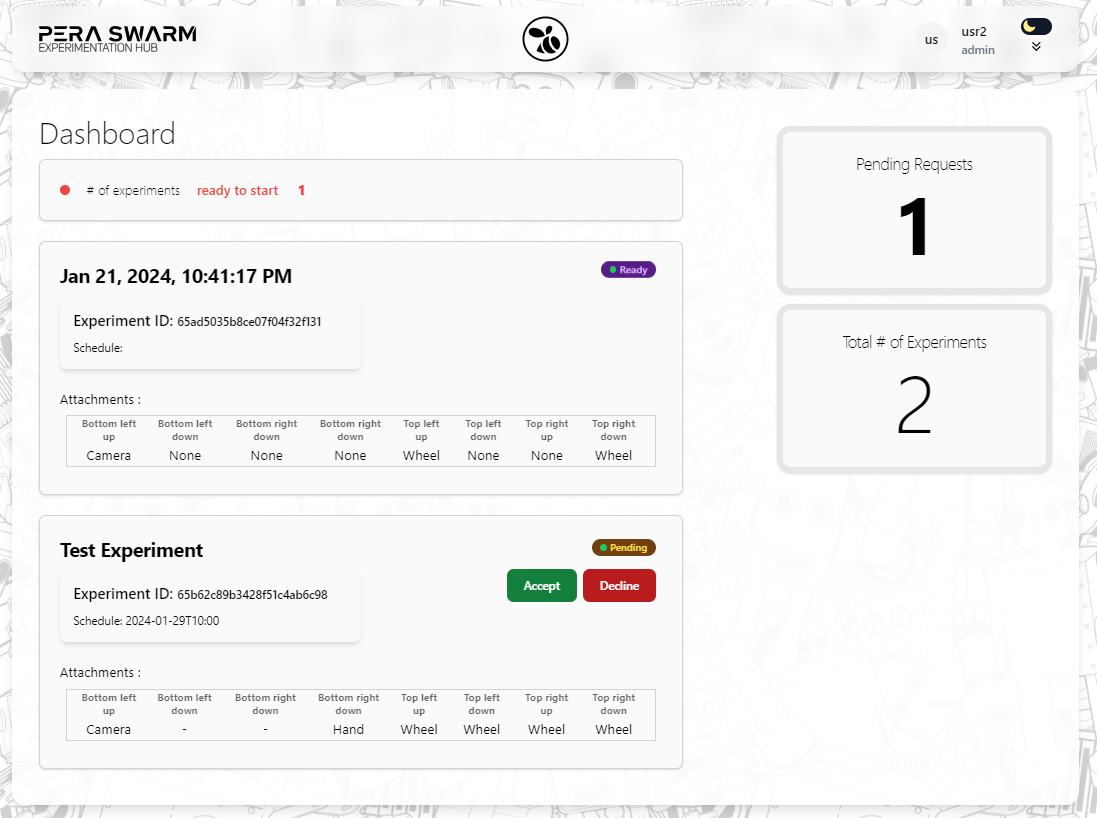 PERA SWARM
EXPERIMENTATION HUB
us
usr2
admin
Dashboard
# of experiments ready to start 1
Jan 21, 2024, 10:41:17 PM
Ready
Experiment ID: 65ad5035b8ce07f04f32f131
Schedule:
Attachments :
Bottom left up Bottom left down Bottom right down Bottom right down Top left up Top left down Top right up Top right down
Camera None None None Wheel None None Wheel
Test Experiment
Pending
Accept Decline
Experiment ID: 65b62c89b3428f51c4ab6c98
Schedule: 2024-01-29T10:00
Attachments :
Bottom left up Bottom left down Bottom right down Bottom right down Top left up Top left down Top right up Top right down
Camera - - Hand Wheel Wheel Wheel Wheel
Pending Requests
1
Total # of Experiments
2